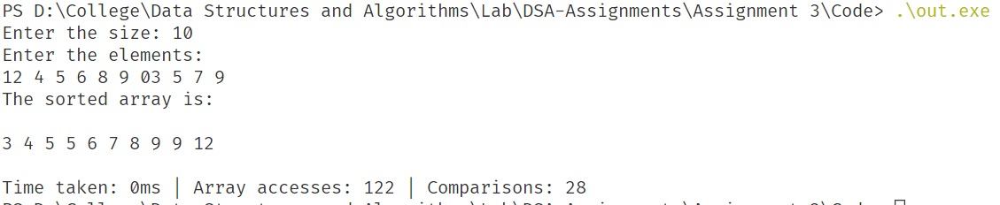 PS D:\College\Data Structures and Algorithms\Lab\DSA-Assignments\Assignment 3\Code> .\out.exe
Enter the size: 10
Enter the elements:
12 4 5 6 8 9 03 5 7 9
The sorted array is:
3 4 5 5 6 7 8 9 9 12
Time taken: 0ms | Array accesses: 122 | Comparisons: 28